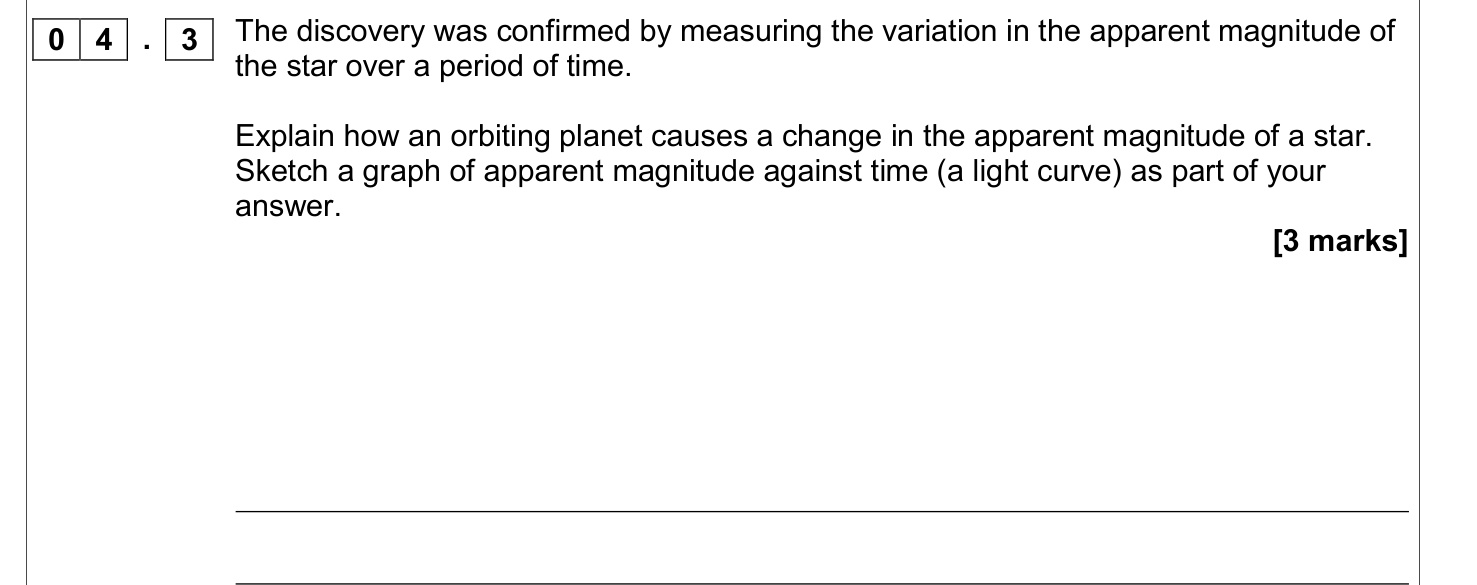 0 4 . 3 The discovery was confirmed by measuring the variation in the apparent magnitude of
the star over a period of time.
Explain how an orbiting planet causes a change in the apparent magnitude of a star.
Sketch a graph of apparent magnitude against time (a light curve) as part of your
answer.
[3 marks]